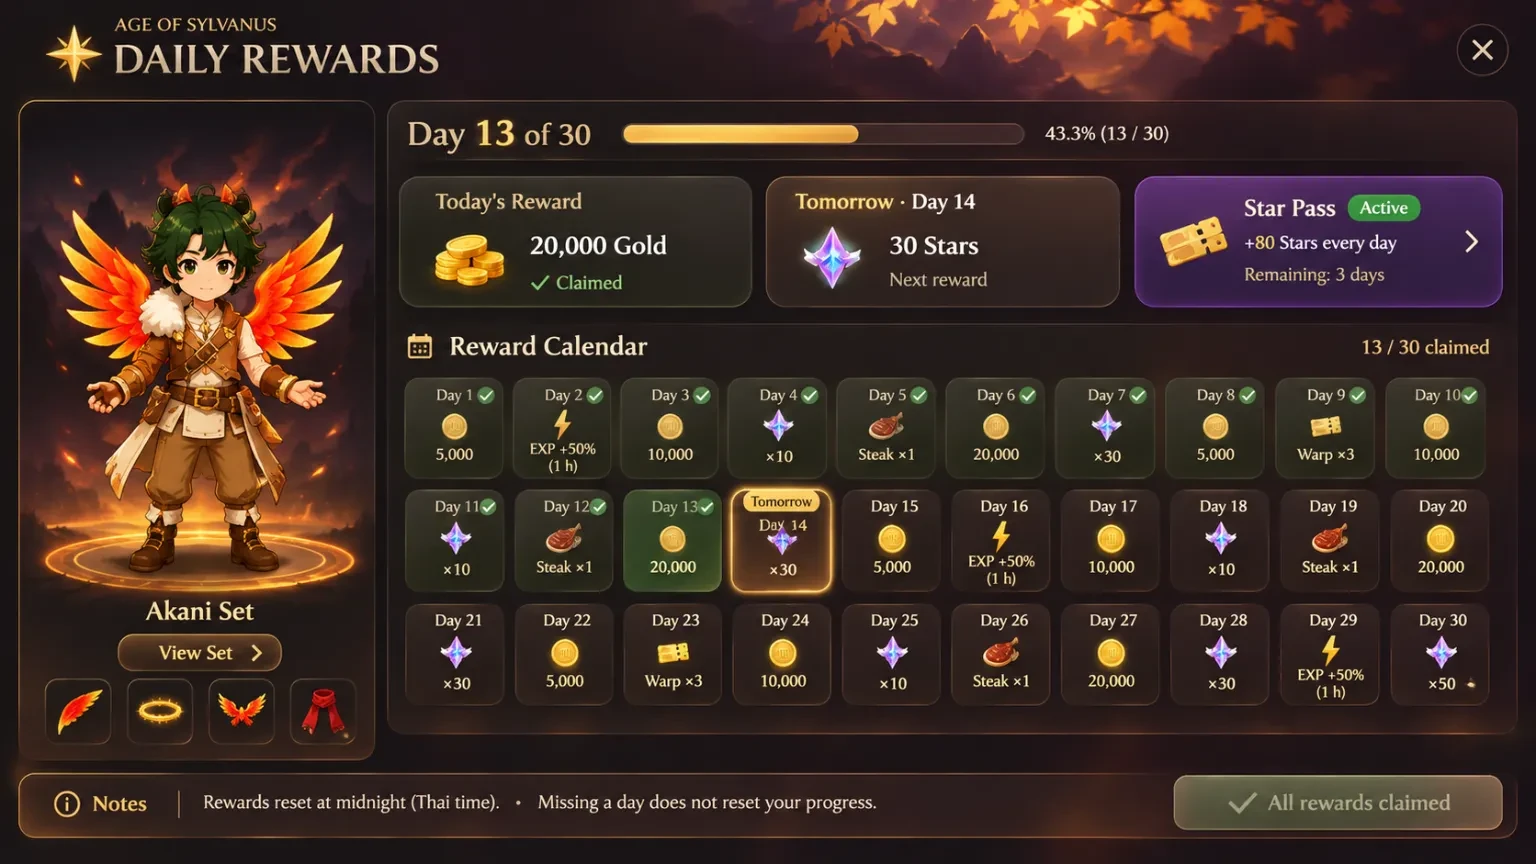 AGE OF SYLVANUS
DAILY REWARDS
Day 13 of 30
43.3% (13 / 30)
Today's Reward
20,000 Gold
Claimed
Tomorrow · Day 14
30 Stars
Next reward
Star Pass
Active
+80 Stars every day
Remaining: 3 days
Reward Calendar
13 / 30 claimed
Day 1
5,000
Day 2
EXP +50%
(1 h)
Day 3
10,000
Day 4
×10
Day 5
Steak ×1
Day 6
20,000
Day 7
×30
Day 8
5,000
Day 9
Warp ×3
Day 10
10,000
Day 11
×10
Day 12
Steak ×1
Day 13
20,000
Tomorrow
Day 14
×30
Day 15
5,000
Day 16
EXP +50%
(1 h)
Day 17
10,000
Day 18
×10
Day 19
Steak ×1
Day 20
20,000
Day 21
×30
Day 22
5,000
Day 23
Warp ×3
Day 24
10,000
Day 25
×10
Day 26
Steak ×1
Day 27
20,000
Day 28
×30
Day 29
EXP +50%
(1 h)
Day 30
×50
Akani Set
View Set
Notes
Rewards reset at midnight (Thai time). • Missing a day does not reset your progress.
All rewards claimed